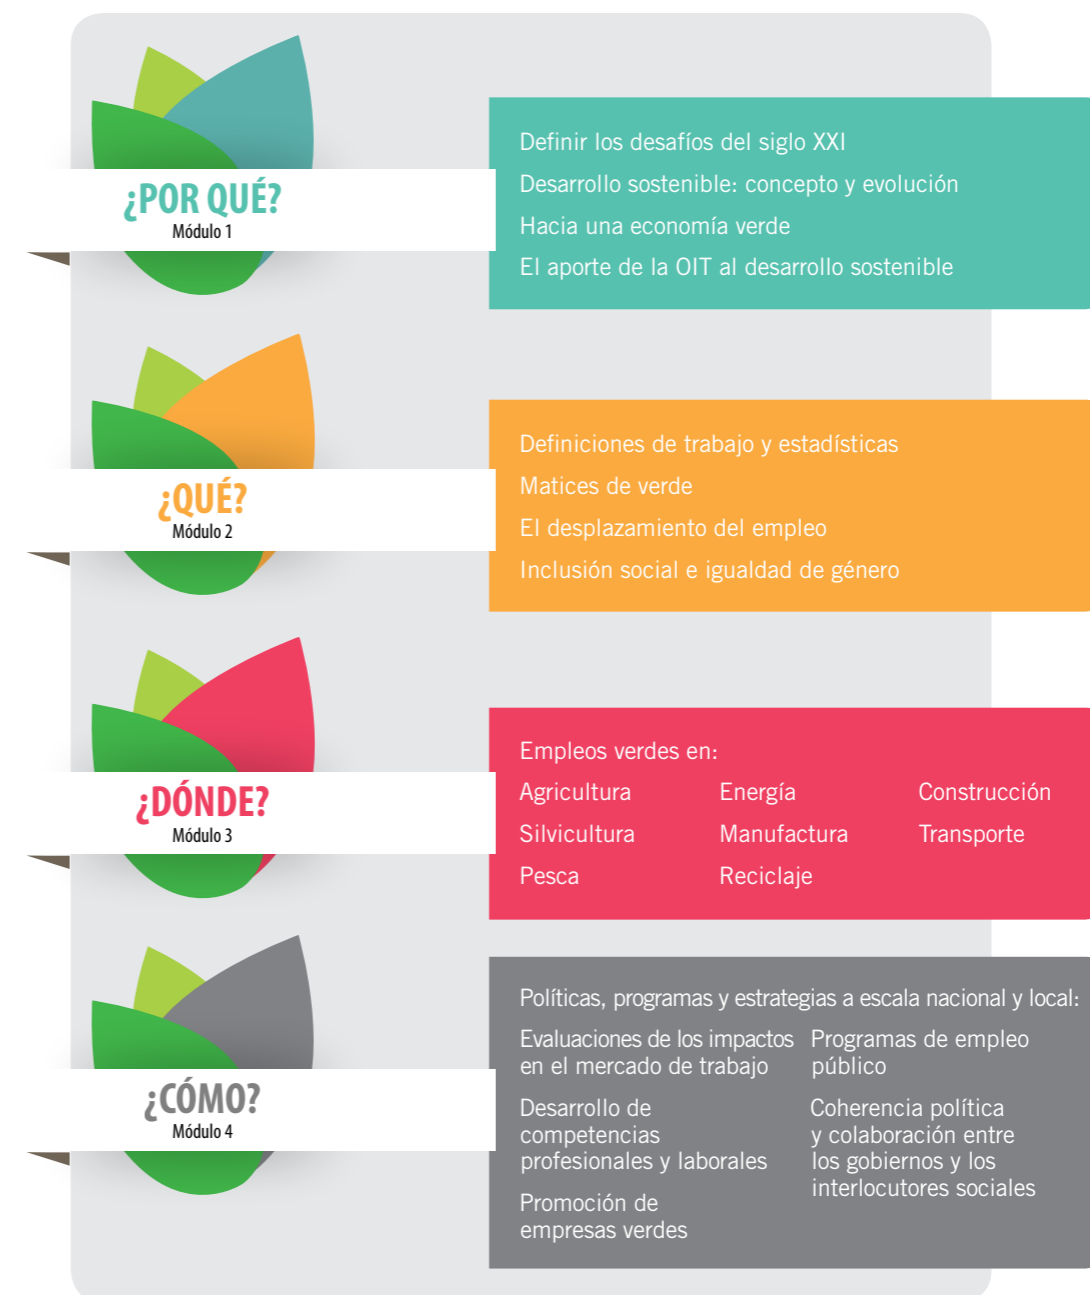 ¿POR QUÉ?
Módulo 1
Definir los desafíos del siglo XXI
Desarrollo sostenible: concepto y evolución
Hacia una economía verde
El aporte de la OIT al desarrollo sostenible
¿QUÉ?
Módulo 2
Definiciones de trabajo y estadísticas
Matices de verde
El desplazamiento del empleo
Inclusión social e igualdad de género
¿DÓNDE?
Módulo 3
Empleos verdes en:
Agricultura
Silvicultura
Pesca
Energía
Manufactura
Reciclaje
Construcción
Transporte
¿CÓMO?
Módulo 4
Políticas, programas y estrategias a escala nacional y local:
Evaluaciones de los impactos
en el mercado de trabajo
Desarrollo de
competencias
profesionales y laborales
Promoción de
empresas verdes
Programas de empleo
público
Coherencia política
y colaboración entre
los gobiernos y los
interlocutores sociales